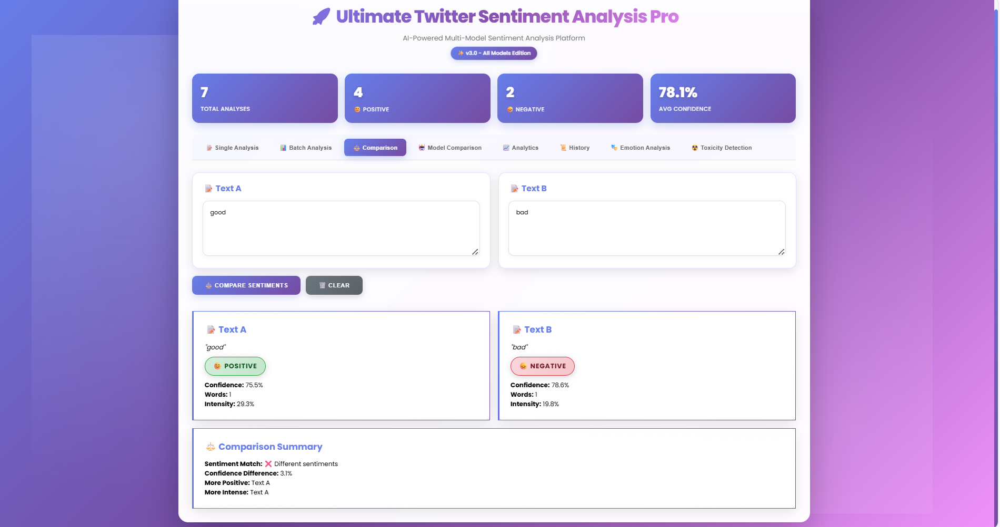 🚀 Ultimate Twitter Sentiment Analysis Pro
AI-Powered Multi-Model Sentiment Analysis Platform
✨ v3.0 - All Models Edition
7
TOTAL ANALYSES
4
😊 POSITIVE
2
😞 NEGATIVE
78.1%
AVG CONFIDENCE
📝 Single Analysis 📊 Batch Analysis ⚖️ Comparison 🤖 Model Comparison 📈 Analytics 📜 History 🎭 Emotion Analysis ☢️ Toxicity Detection
📝 Text A
good
📝 Text B
bad
⚖️ COMPARE SENTIMENTS 🗑️ CLEAR
📝 Text A
"good"
😊 POSITIVE
Confidence: 75.5%
Words: 1
Intensity: 29.3%
📝 Text B
"bad"
😞 NEGATIVE
Confidence: 78.6%
Words: 1
Intensity: 19.8%
⚖️ Comparison Summary
Sentiment Match: ❌ Different sentiments
Confidence Difference: 3.1%
More Positive: Text A
More Intense: Text A